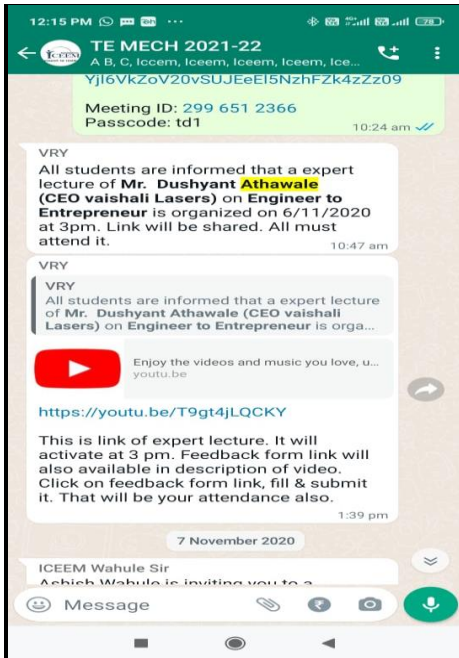 12:15 PM
78
TE MECH 2021-22
A B, C, Iccem, Iceem, Iceem, Iceem, Ice...
Yjl6VkZoV20vSUJEeEl5NzhFZk4zZz09
Meeting ID: 299 651 2366
Passcode: td1
10:24 am
VRY
All students are informed that a expert
lecture of Mr. Dushyant Athawale
(CEO vaishali Lasers) on Engineer to
Entrepreneur is organized on 6/11/2020
at 3pm. Link will be shared. All must
attend it.
10:47 am
VRY
VRY
All students are informed that a expert lecture
of Mr. Dushyant Athawale (CEO vaishali
Lasers) on Engineer to Entrepreneur is orga...
Enjoy the videos and music you love, u...
youtu.be
https://youtu.be/T9gt4jLQCKY
This is link of expert lecture. It will
activate at 3 pm. Feedback form link will
also available in description of video.
Click on feedback form link, fill & submit
it. That will be your attendance also.
1:39 pm
7 November 2020
ICEEM Wahule Sir
Ashish Wahule is inviting you to a
Message